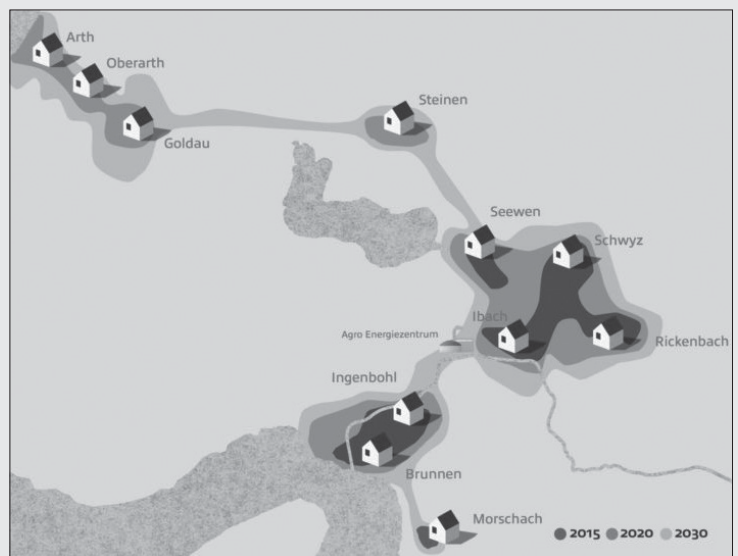 Arth
Oberarth
Goldau
Steinen
Seewen
Schwyz
Ibach
Agro Energiezentrum
Rickenbach
Ingenbohl
Brunnen
Morschach
2015 2020 2030